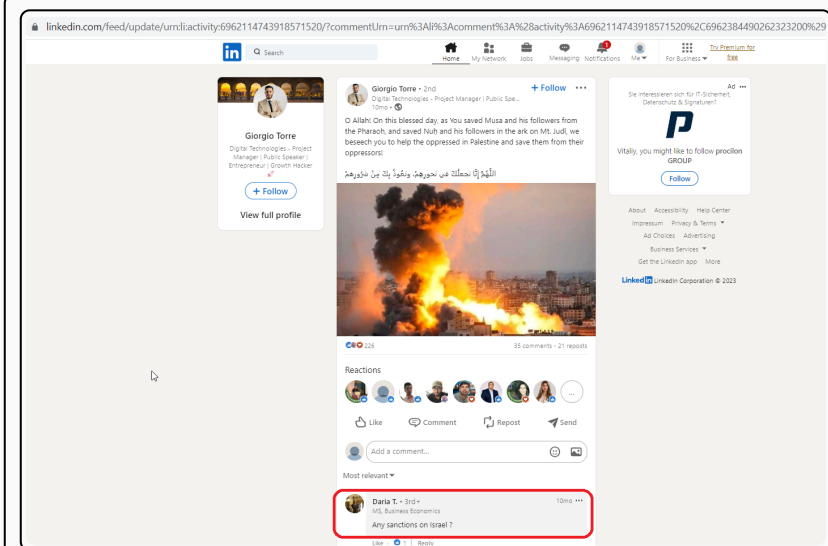 linkedin.com/feed/update/urn:li:activity:6962114743918571520/?commentUrn=urn%3Ali%3Acomment%3A%28activity%3A6962114743918571520%2C6962384490262323200%29
in
Search
Home
My Network
Jobs
Messaging
Notifications
Me
For Business
Try Premium for
free
Giorgio Torre
Digital Technologies - Project
Manager | Public Speaker |
Entrepreneur | Growth Hacker
+ Follow
View full profile
Giorgio Torre • 2nd
Digital Technologies - Project Manager | Public Spe...
10mo •
+ Follow
O Allah! On this blessed day, as You saved Musa and his followers from
the Pharaoh, and saved Nuh and his followers in the ark on Mt. Judi, we
beseech you to help the oppressed in Palestine and save them from their
oppressors!
اللَّهُمَّ إِنَّا نَجعَلُكَ في نُحورِهِمْ، ونَعُوذُ بِكَ مِنْ شُرُورِهِمْ
226
35 comments • 21 reposts
Reactions
...
Like
Comment
Repost
Send
Add a comment...
Most relevant
Daria T. • 3rd+
MS, Business Economics
10mo
Any sanctions on Israel ?
Like · 1 | Reply
Ad
Sie interessieren sich für IT-Sicherheit,
Datenschutz & Signaturen?
Vitaliy, you might like to follow procilon
GROUP
Follow
About Accessibility Help Center
Impressum Privacy & Terms
Ad Choices Advertising
Business Services
Get the LinkedIn app More
Linked in LinkedIn Corporation © 2023